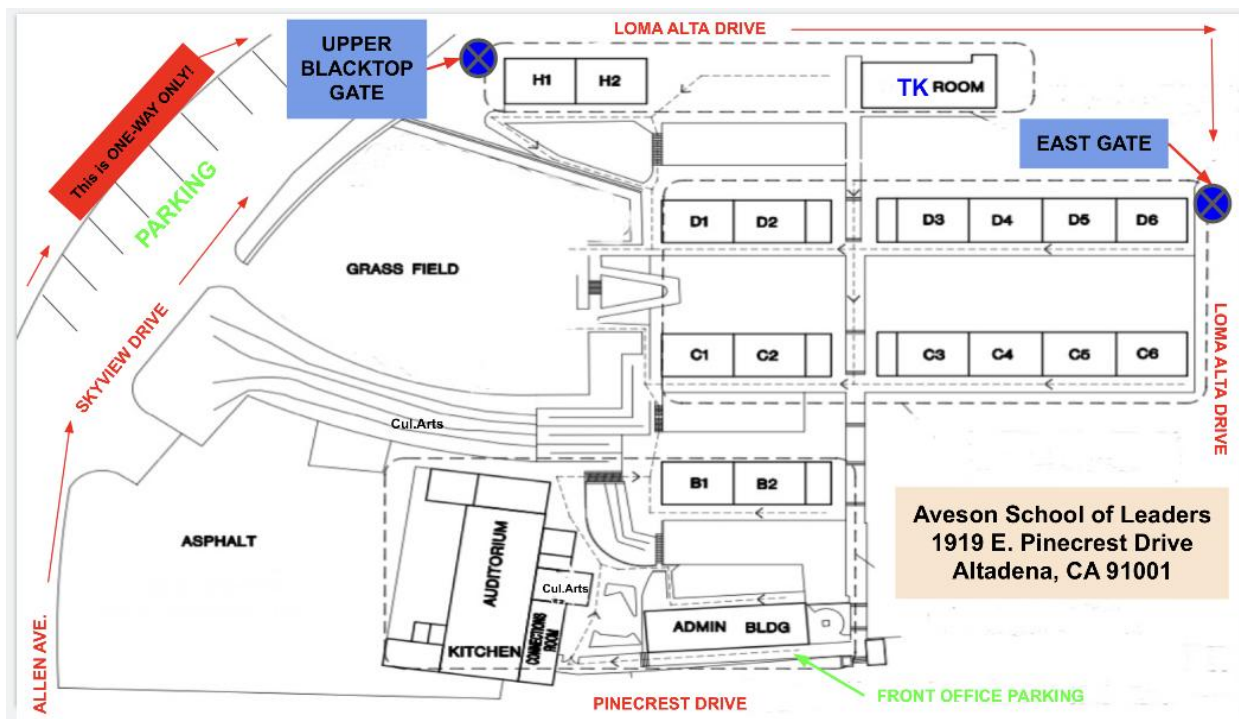 LOMA ALTA DRIVE
UPPER
BLACKTOP
GATE
This is ONE-WAY ONLY!
PARKING
H1
H2
TK ROOM
EAST GATE
D1
D2
D3
D4
D5
D6
GRASS FIELD
SKYVIEW DRIVE
LOMA ALTA DRIVE
C1
C2
C3
C4
C5
C6
Cul.Arts
B1
B2
ASPHALT
AUDITORIUM
Cul.Arts
Aveson School of Leaders
1919 E. Pinecrest Drive
Altadena, CA 91001
ADMIN BLDG
KITCHEN
CONNECTIONS
ROOM
ALLEN AVE.
FRONT OFFICE PARKING
PINECREST DRIVE